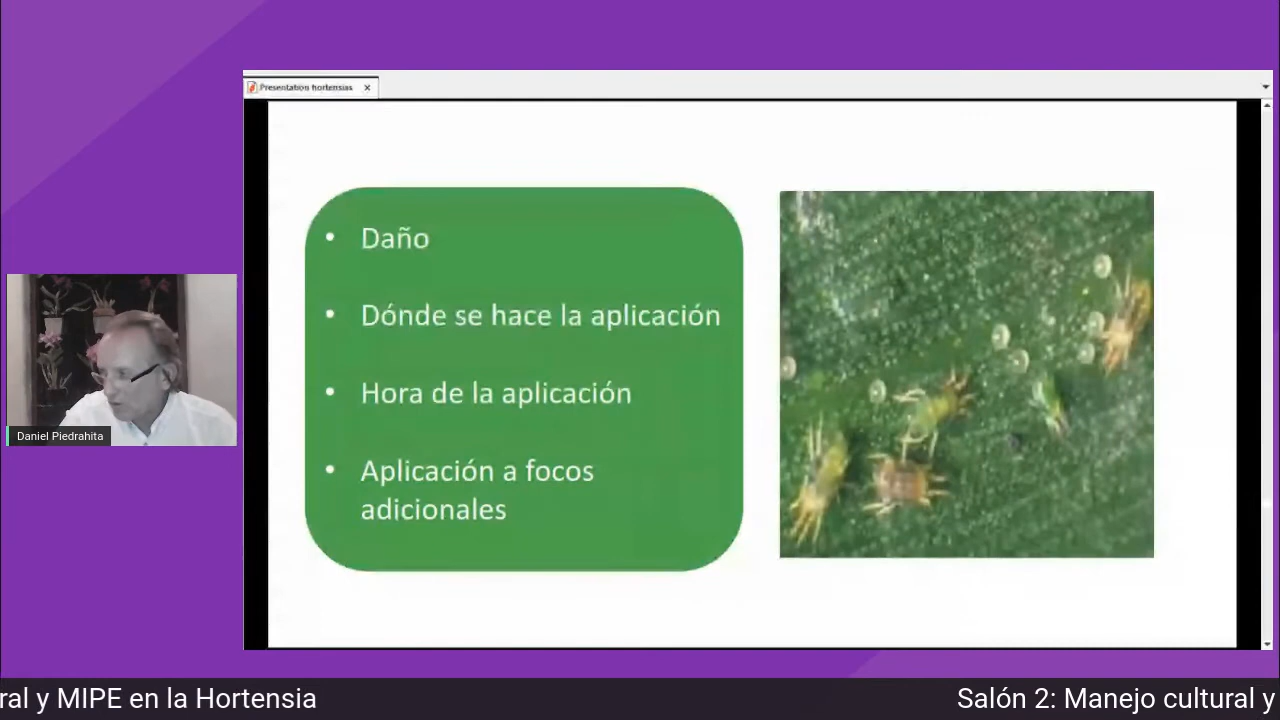 Presentation hortensias
• Daño
• Dónde se hace la aplicación
• Hora de la aplicación
• Aplicación a focos
adicionales
Daniel Piedrahita
ral y MIPE en la Hortensia
Salón 2: Manejo cultural y